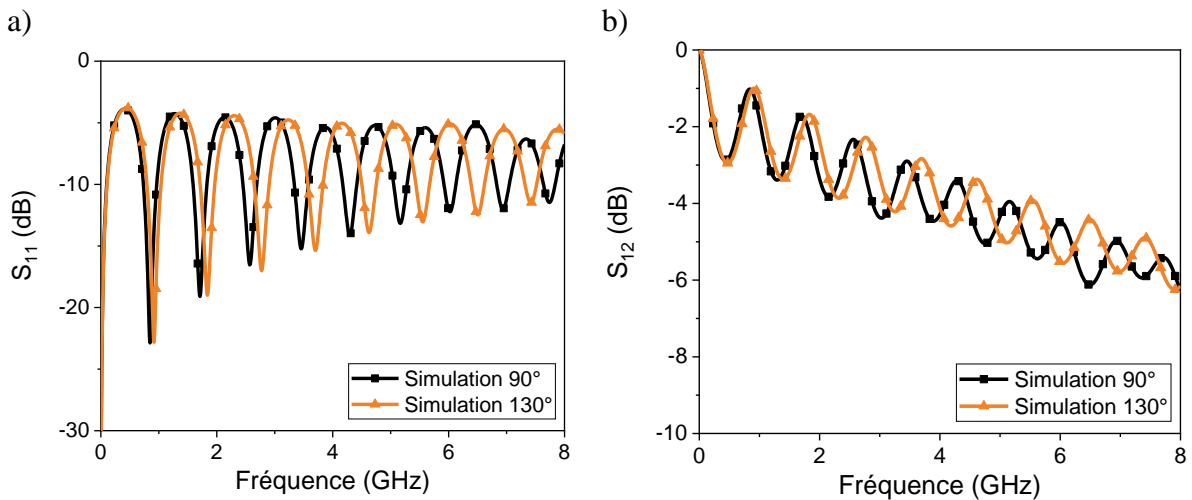 a)
0
-10
-20
-30
S₁₁ (dB)
0
2
4
6
8
Fréquence (GHz)
Simulation 90°
Simulation 130°
b)
0
-2
-4
-6
-8
-10
S₁₂ (dB)
0
2
4
6
8
Fréquence (GHz)
Simulation 90°
Simulation 130°